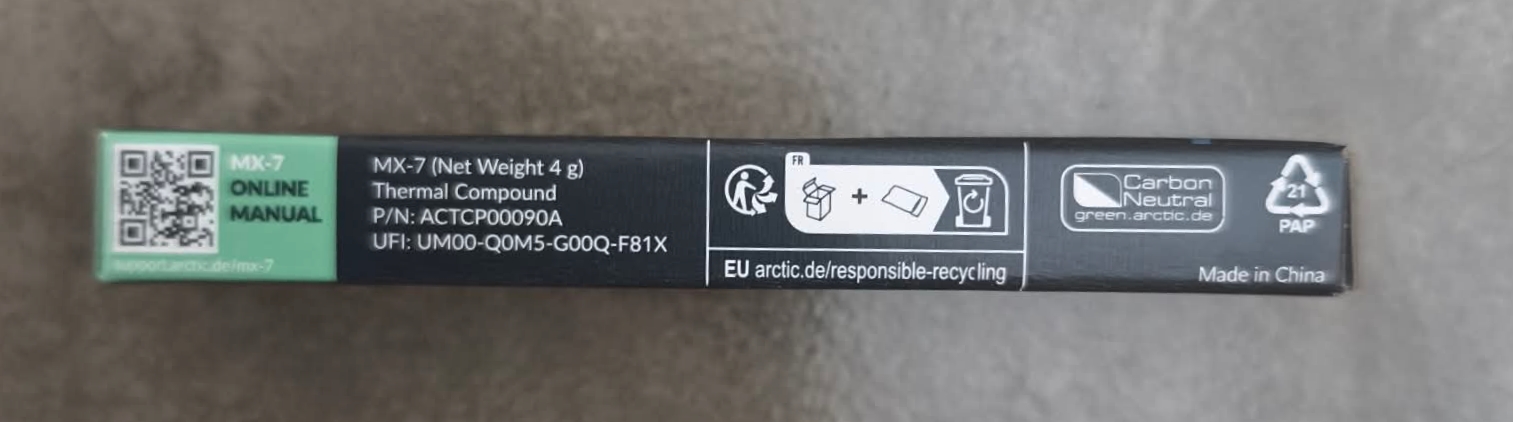 MX-7
ONLINE
MANUAL
support.arctic.de/mx-7
MX-7 (Net Weight 4 g)
Thermal Compound
P/N: ACTCP00090A
UFI: UM00-Q0M5-G00Q-F81X
FR
+
EU arctic.de/responsible-recycling
Carbon
Neutral
green.arctic.de
21
PAP
Made in China